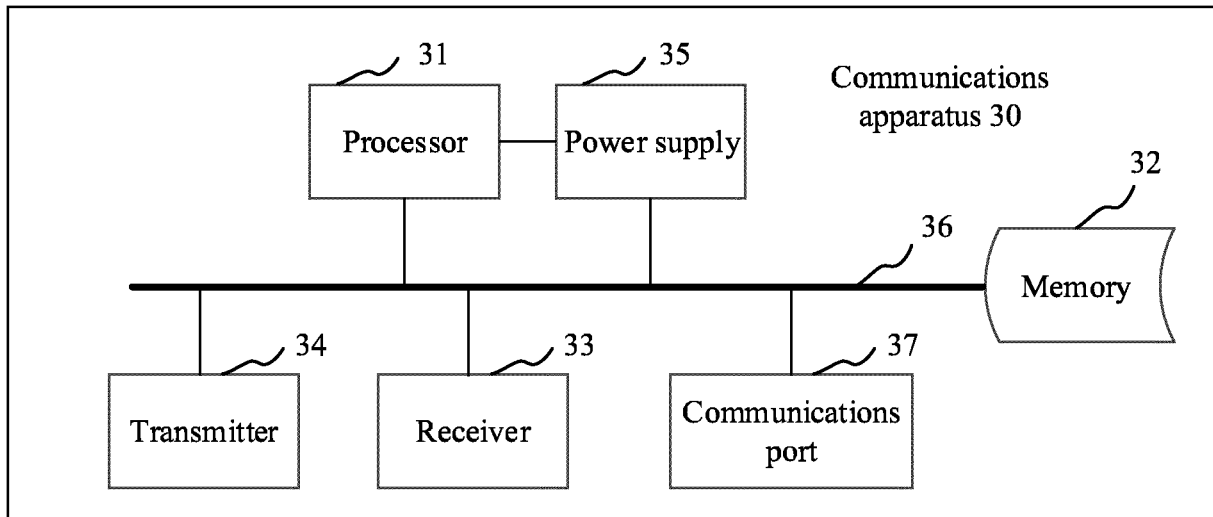 31
35
Communications
apparatus 30
Processor
Power supply
32
36
Memory
34
33
37
Transmitter
Receiver
Communications
port